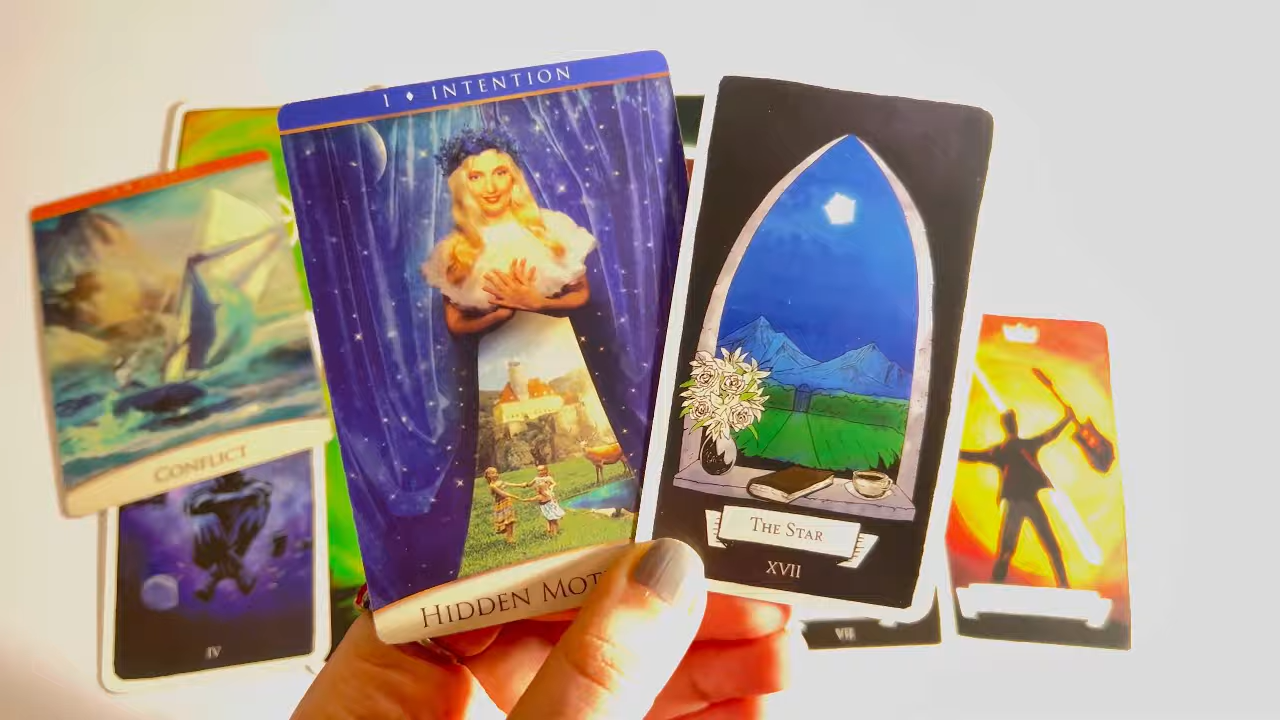 I ♦ INTENTION
HIDDEN MOT
THE STAR
XVII
CONFLICT
IV
VII